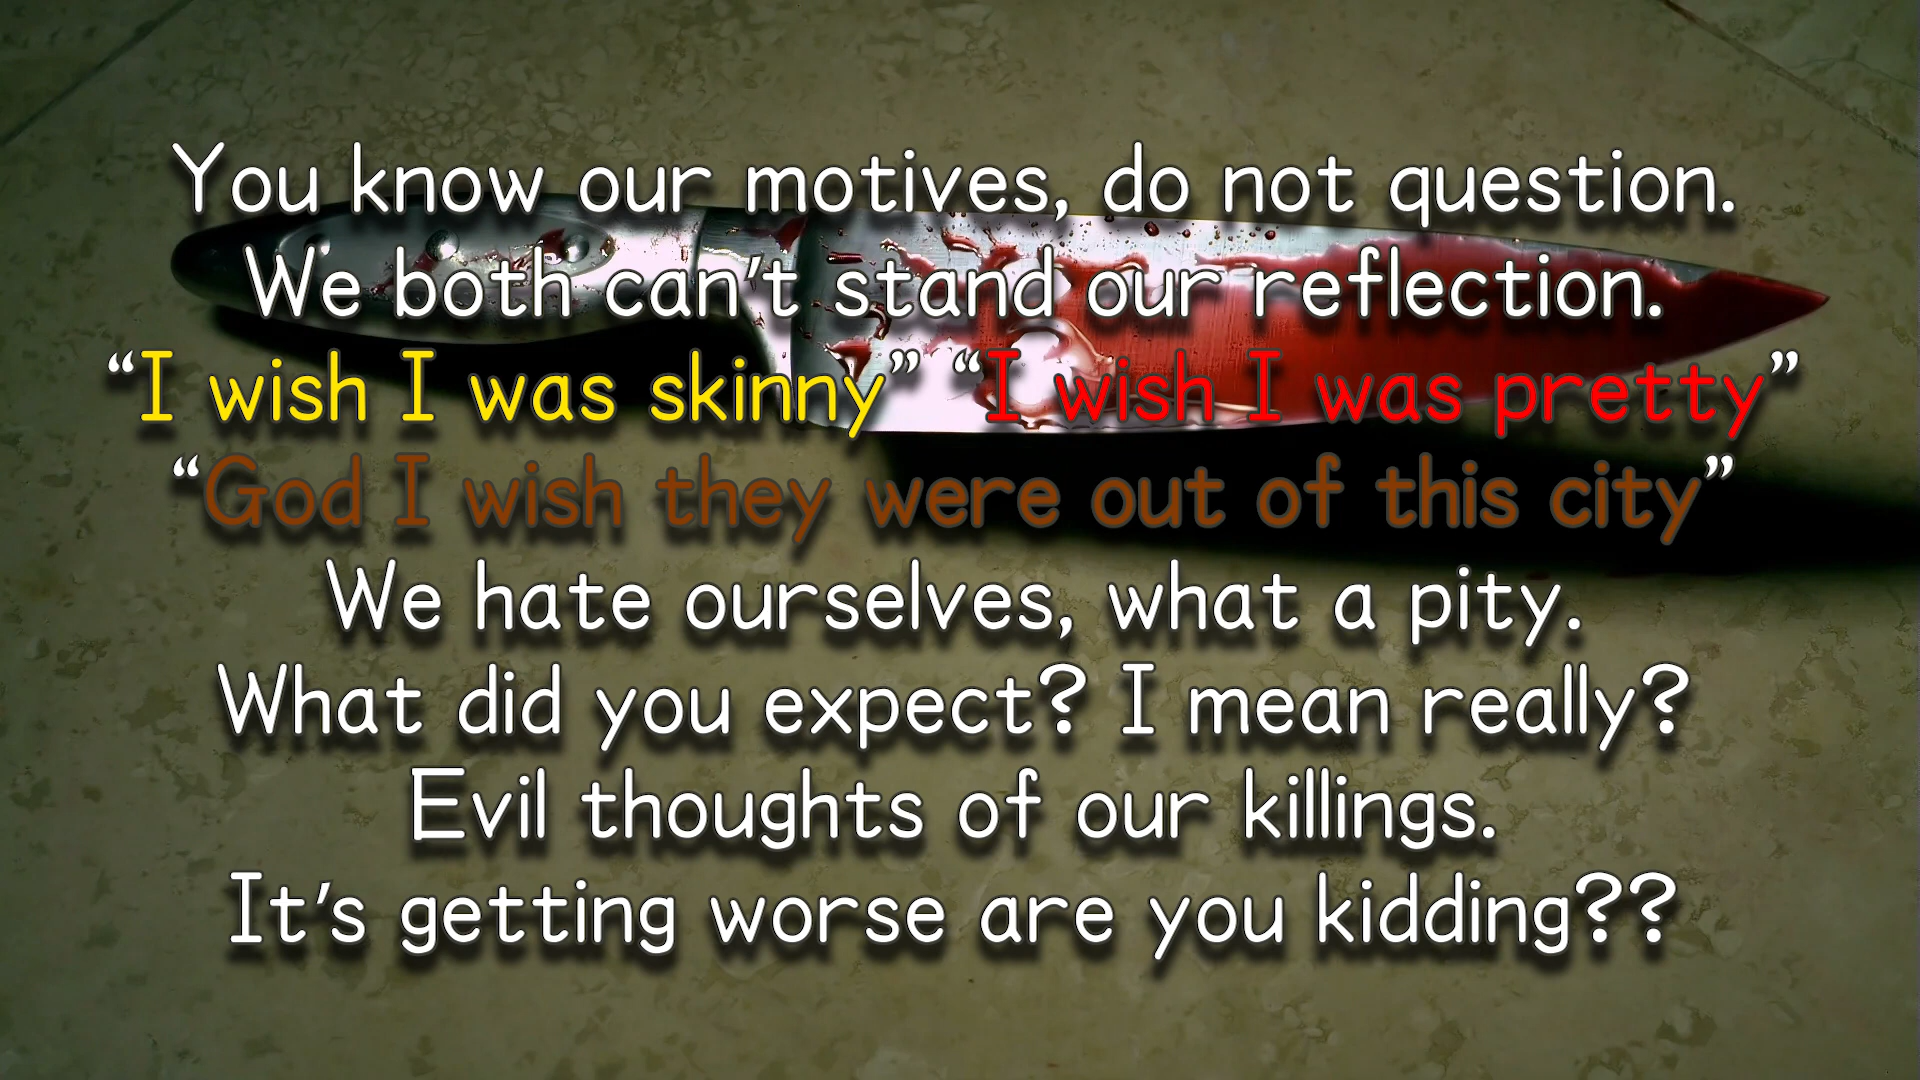 You know our motives, do not question.
We both can't stand our reflection.
“I wish I was skinny” “I wish I was pretty”
“God I wish they were out of this city”
We hate ourselves, what a pity.
What did you expect? I mean really?
Evil thoughts of our killings.
It's getting worse are you kidding??